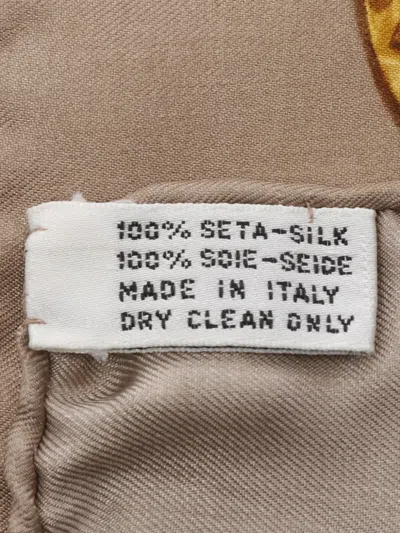 100% SETA-SILK
100% SOIE-SEIDE
MADE IN ITALY
DRY CLEAN ONLY